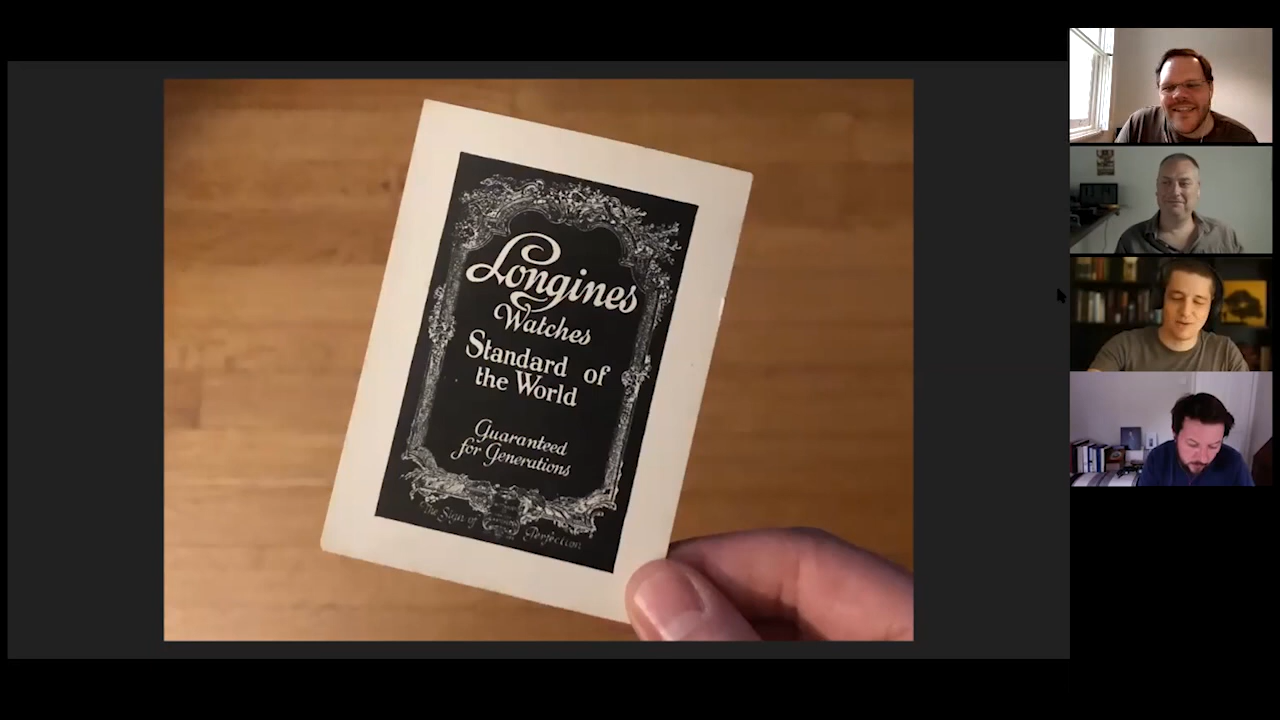 Longines
Watches
Standard of
the World
Guaranteed
for Generations
The Sign of Perfection